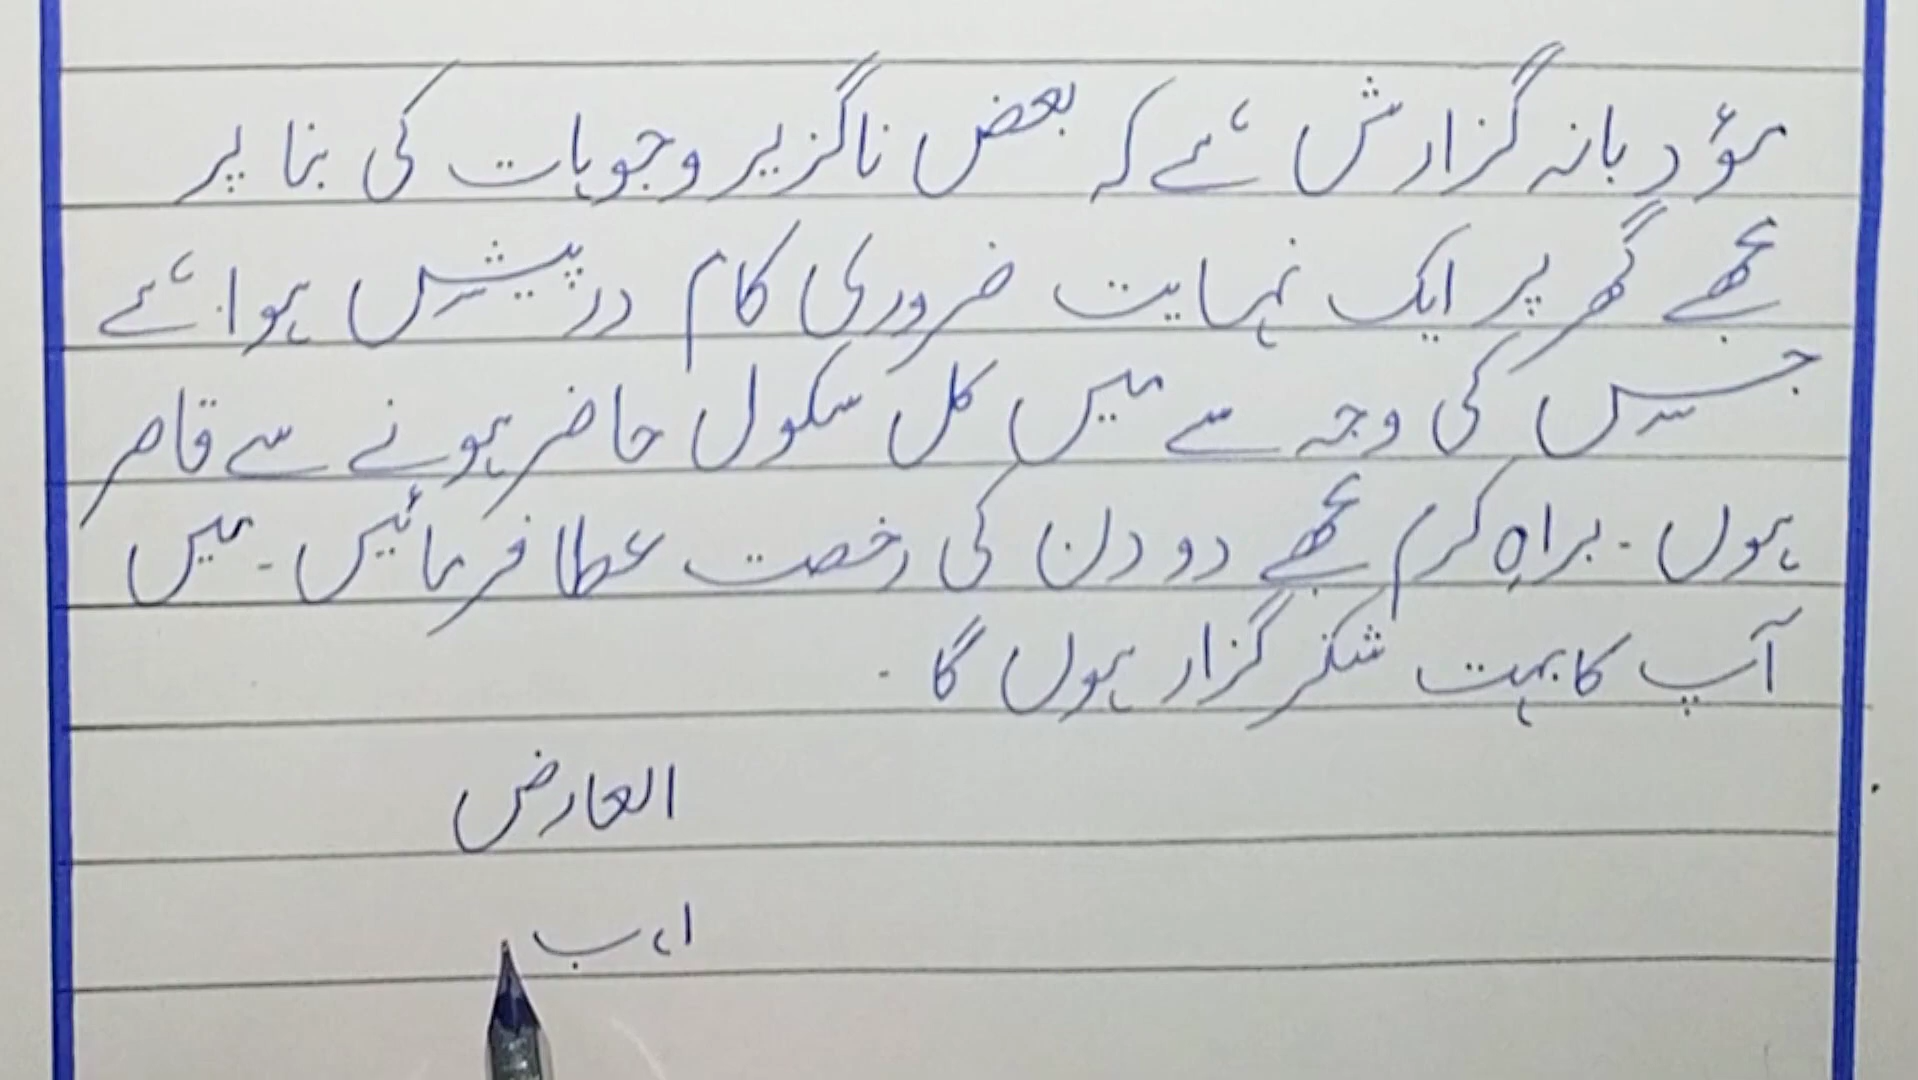 مؤدبانہ گزارش ہے کہ بعض ناگزیر وجوہات کی بنا پر
مجھے گھر پر ایک نہایت ضروری کام درپیش ہوا ہے
جس کی وجہ سے میں کل سکول حاضر ہونے سے قاصر
ہوں۔ براہِ کرم مجھے دو دن کی رخصت عطا فرمائیں۔ میں
آپ کا بہت شکر گزار ہوں گا۔
العارض
ا، ب